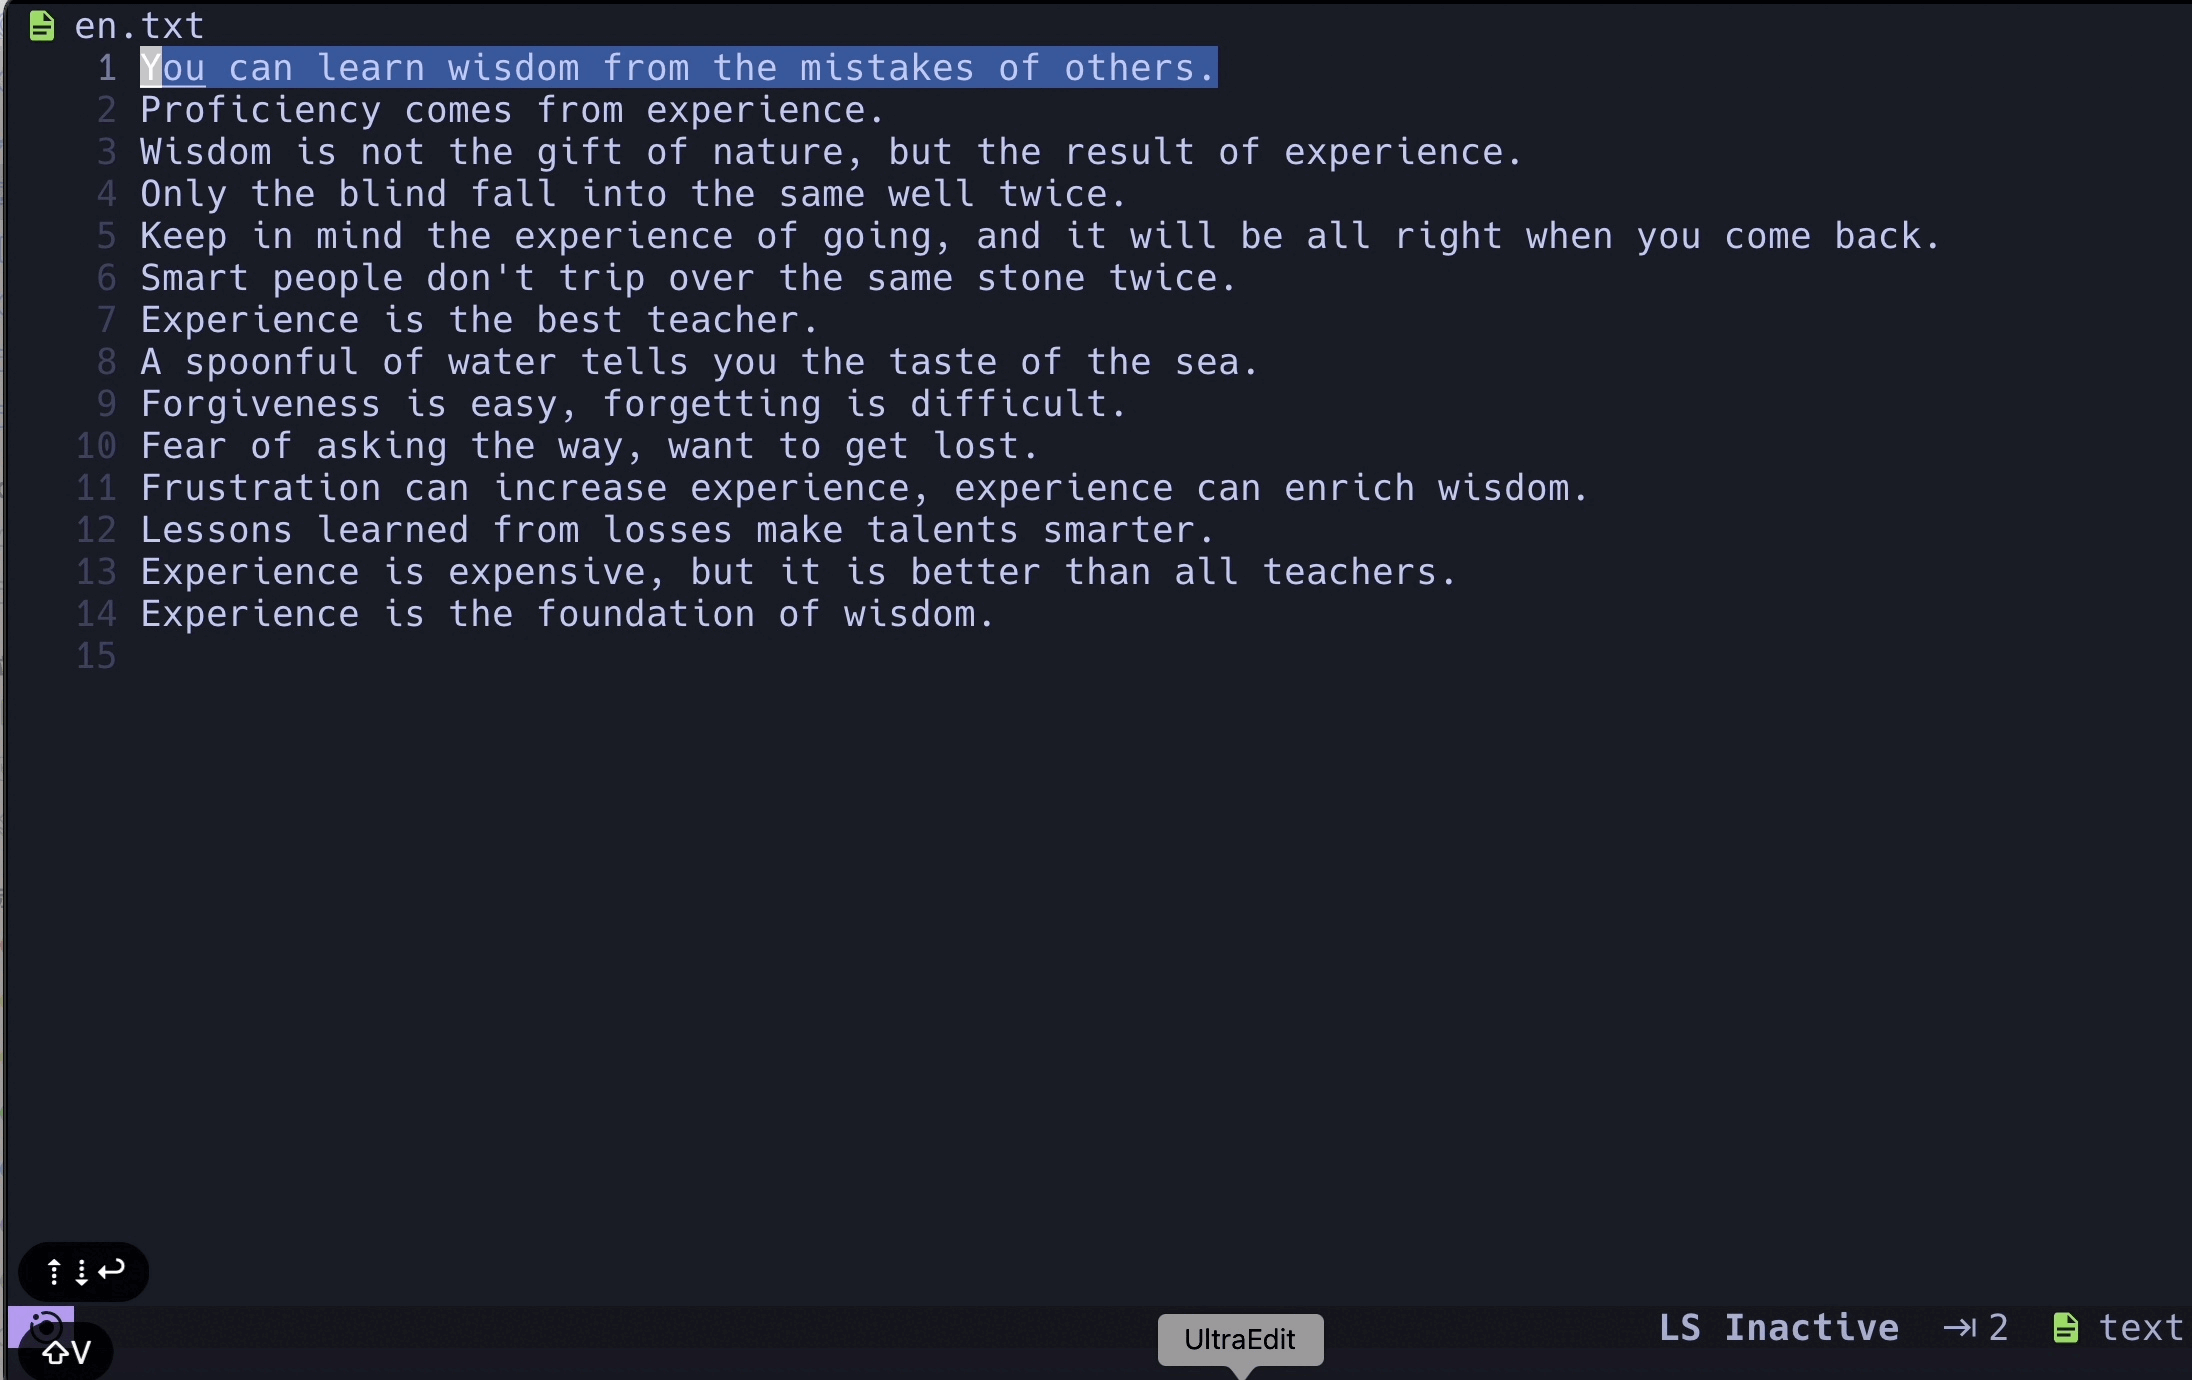 en.txt
1 You can learn wisdom from the mistakes of others.
2 Proficiency comes from experience.
3 Wisdom is not the gift of nature, but the result of experience.
4 Only the blind fall into the same well twice.
5 Keep in mind the experience of going, and it will be all right when you come back.
6 Smart people don't trip over the same stone twice.
7 Experience is the best teacher.
8 A spoonful of water tells you the taste of the sea.
9 Forgiveness is easy, forgetting is difficult.
10 Fear of asking the way, want to get lost.
11 Frustration can increase experience, experience can enrich wisdom.
12 Lessons learned from losses make talents smarter.
13 Experience is expensive, but it is better than all teachers.
14 Experience is the foundation of wisdom.
15
⇞⇟↩
LS Inactive ⇥ 2 text
⇧V
UltraEdit